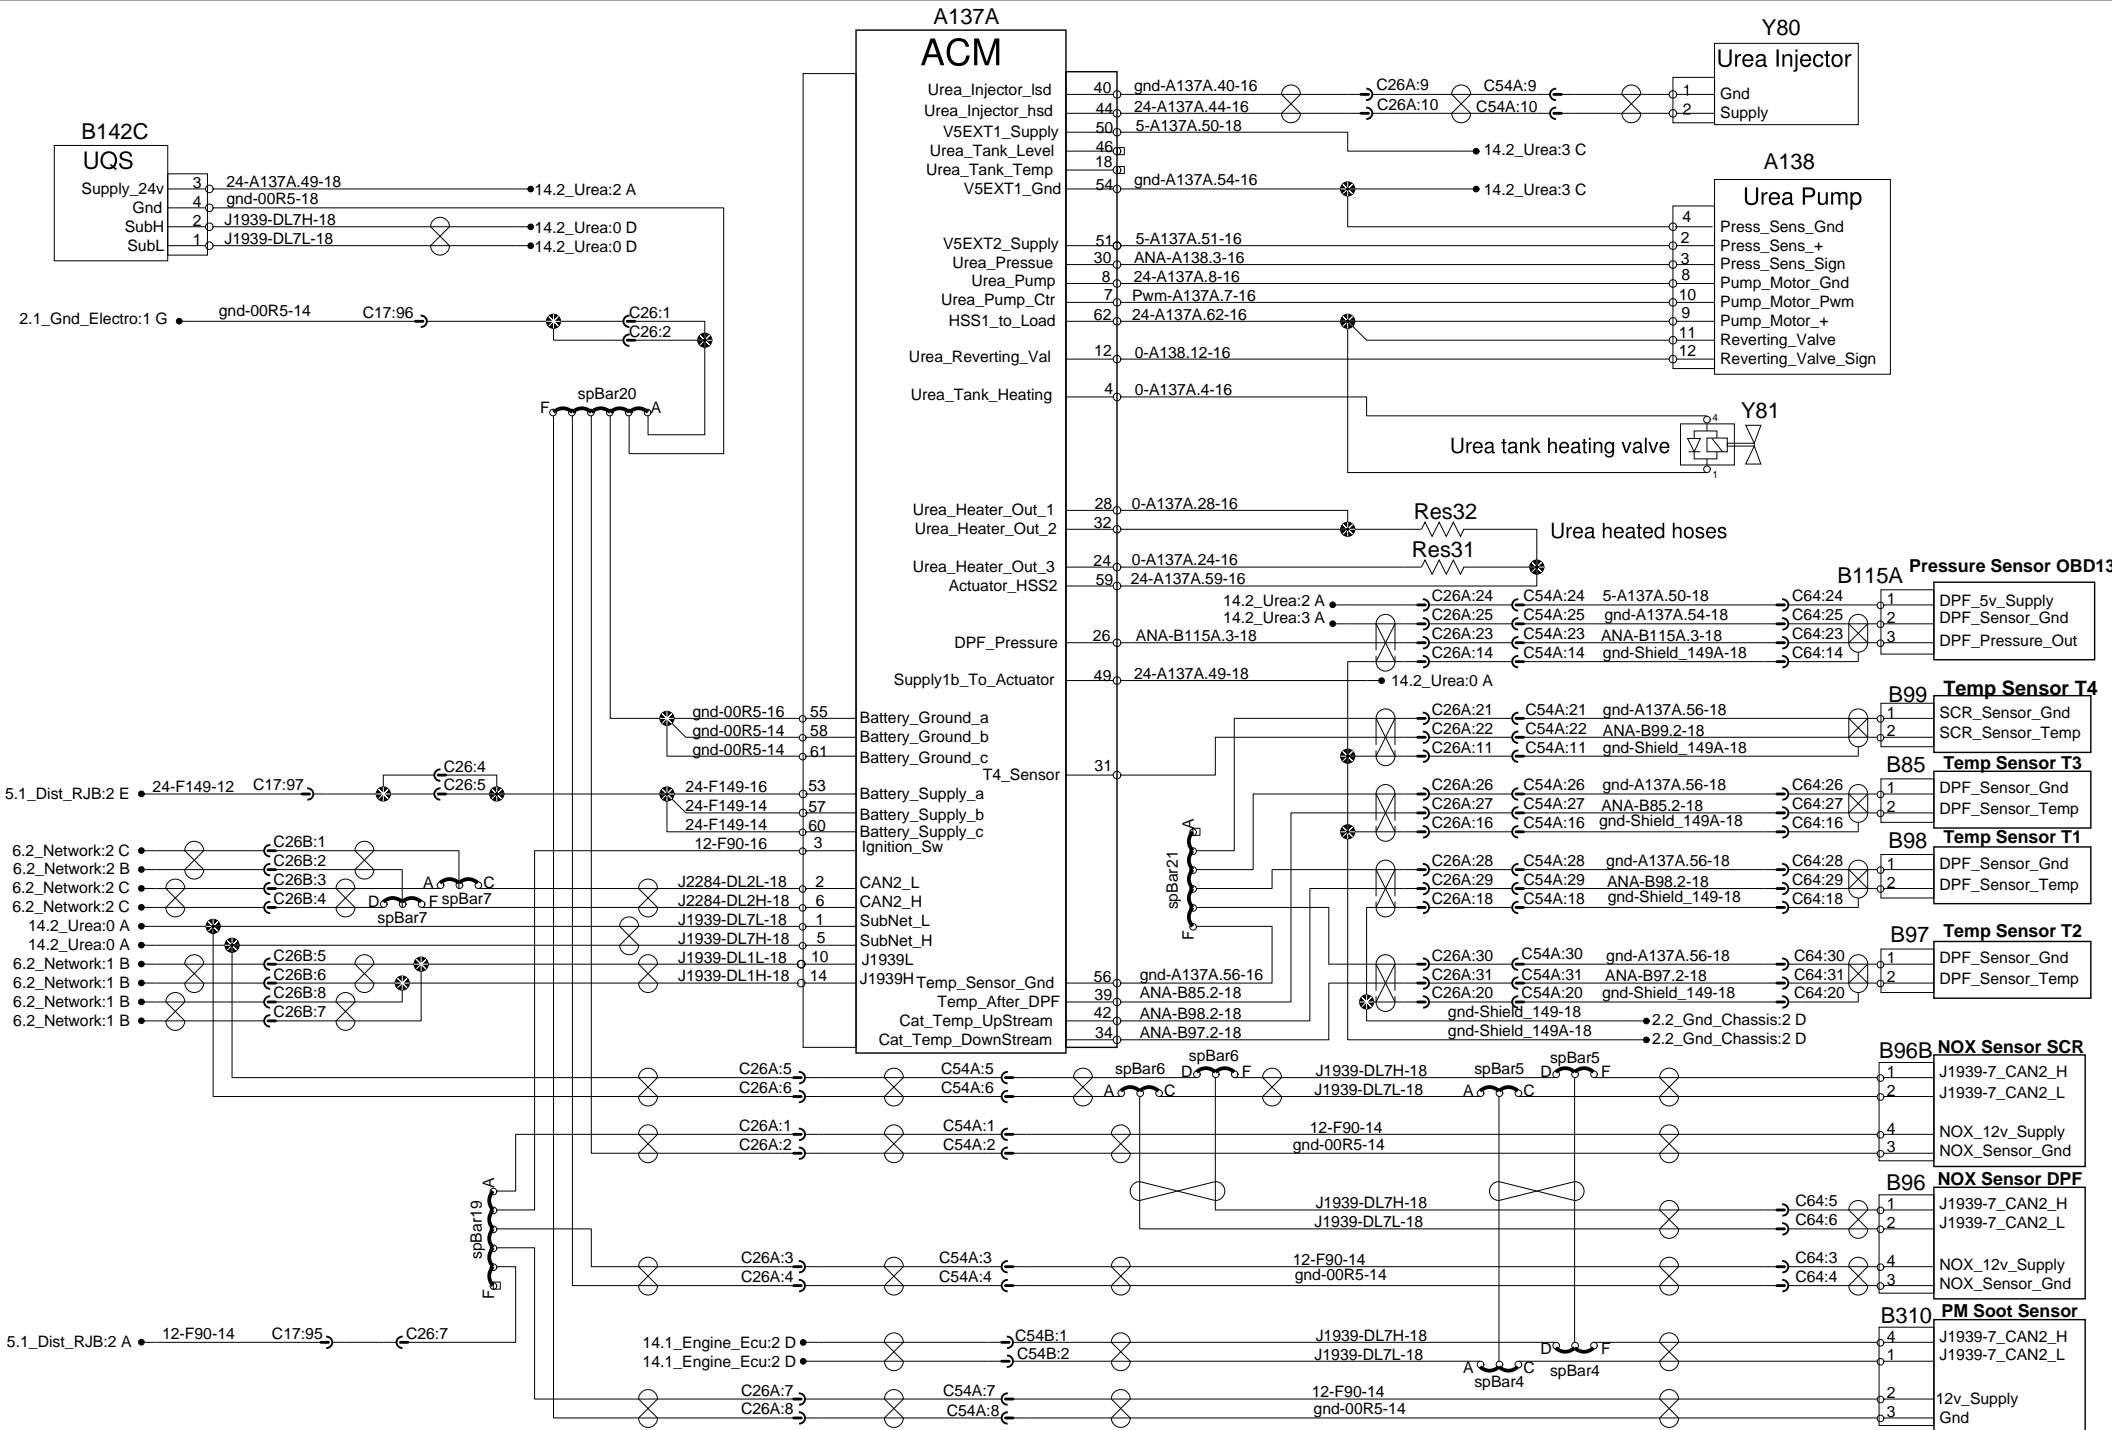 A137A
ACM
Urea_Injector_lsd 40 gnd-A137A.40-16 C26A:9 C54A:9
Urea_Injector_hsd 44 24-A137A.44-16 C26A:10 C54A:10
V5EXT1_Supply 50 5-A137A.50-18
Urea_Tank_Level 46 14.2_Urea:3 C
Urea_Tank_Temp 18
V5EXT1_Gnd 54 gnd-A137A.54-16 14.2_Urea:3 C
V5EXT2_Supply 51 5-A137A.51-16
Urea_Pressue 30 ANA-A138.3-16
Urea_Pump 8 24-A137A.8-16
Urea_Pump_Ctr 7 Pwm-A137A.7-16
HSS1_to_Load 62 24-A137A.62-16
Urea_Reverting_Val 12 0-A138.12-16
Urea_Tank_Heating 4 0-A137A.4-16
Urea_Heater_Out_1 28 0-A137A.28-16
Urea_Heater_Out_2 32
Urea_Heater_Out_3 24 0-A137A.24-16
Actuator_HSS2 59 24-A137A.59-16
DPF_Pressure 26 ANA-B115A.3-18
Supply1b_To_Actuator 49 24-A137A.49-18 14.2_Urea:0 A
T4_Sensor 31
Temp_Sensor_Gnd 56 gnd-A137A.56-16
Temp_After_DPF 39 ANA-B85.2-18
Cat_Temp_UpStream 42 ANA-B98.2-18
Cat_Temp_DownStream 34 ANA-B97.2-18
Y80
Urea Injector
1 Gnd
2 Supply
A138
Urea Pump
4 Press_Sens_Gnd
2 Press_Sens_+
3 Press_Sens_Sign
8 Pump_Motor_Gnd
10 Pump_Motor_Pwm
9 Pump_Motor_+
11 Reverting_Valve
12 Reverting_Valve_Sign
Y81
4
1
Urea tank heating valve
Res32
Res31
Urea heated hoses
B142C
UQS
Supply_24v 3 24-A137A.49-18 14.2_Urea:2 A
Gnd 4 gnd-00R5-18
SubH 2 J1939-DL7H-18 14.2_Urea:0 D
SubL 1 J1939-DL7L-18 14.2_Urea:0 D
2.1_Gnd_Electro:1 G gnd-00R5-14 C17:96 C26:1
C26:2
F spBar20 A
gnd-00R5-16 55 Battery_Ground_a
gnd-00R5-14 58 Battery_Ground_b
gnd-00R5-14 61 Battery_Ground_c
C26:4
5.1_Dist_RJB:2 E 24-F149-12 C17:97 C26:5
24-F149-16 53 Battery_Supply_a
24-F149-14 57 Battery_Supply_b
24-F149-14 60 Battery_Supply_c
12-F90-16 3 Ignition_Sw
6.2_Network:2 C C26B:1
6.2_Network:2 B C26B:2
6.2_Network:2 C C26B:3 A C J2284-DL2L-18 2 CAN2_L
spBar7
6.2_Network:2 C C26B:4 D F J2284-DL2H-18 6 CAN2_H
spBar7
14.2_Urea:0 A J1939-DL7L-18 1 SubNet_L
14.2_Urea:0 A J1939-DL7H-18 5 SubNet_H
6.2_Network:1 B C26B:5 J1939-DL1L-18 10 J1939L
6.2_Network:1 B C26B:6 J1939-DL1H-18 14 J1939H
6.2_Network:1 B C26B:8
6.2_Network:1 B C26B:7
A spBar21 F
B115A Pressure Sensor OBD13
14.2_Urea:2 A C26A:24 C54A:24 5-A137A.50-18 C64:24 1 DPF_5v_Supply
14.2_Urea:3 A C26A:25 C54A:25 gnd-A137A.54-18 C64:25 2 DPF_Sensor_Gnd
C26A:23 C54A:23 ANA-B115A.3-18 C64:23 3 DPF_Pressure_Out
C26A:14 C54A:14 gnd-Shield_149A-18 C64:14
B99 Temp Sensor T4
C26A:21 C54A:21 gnd-A137A.56-18 1 SCR_Sensor_Gnd
C26A:22 C54A:22 ANA-B99.2-18 2 SCR_Sensor_Temp
C26A:11 C54A:11 gnd-Shield_149A-18
B85 Temp Sensor T3
C26A:26 C54A:26 gnd-A137A.56-18 C64:26 1 DPF_Sensor_Gnd
C26A:27 C54A:27 ANA-B85.2-18 C64:27 2 DPF_Sensor_Temp
C26A:16 C54A:16 gnd-Shield_149A-18 C64:16
B98 Temp Sensor T1
C26A:28 C54A:28 gnd-A137A.56-18 C64:28 1 DPF_Sensor_Gnd
C26A:29 C54A:29 ANA-B98.2-18 C64:29 2 DPF_Sensor_Temp
C26A:18 C54A:18 gnd-Shield_149-18 C64:18
B97 Temp Sensor T2
C26A:30 C54A:30 gnd-A137A.56-18 C64:30 1 DPF_Sensor_Gnd
C26A:31 C54A:31 ANA-B97.2-18 C64:31 2 DPF_Sensor_Temp
C26A:20 C54A:20 gnd-Shield_149-18 C64:20
gnd-Shield_149-18 2.2_Gnd_Chassis:2 D
gnd-Shield_149A-18 2.2_Gnd_Chassis:2 D
B96B NOX Sensor SCR
spBar6 D F spBar5 D F
C26A:5 C54A:5 spBar6 J1939-DL7H-18 spBar5 1 J1939-7_CAN2_H
C26A:6 C54A:6 A C J1939-DL7L-18 A C 2 J1939-7_CAN2_L
C26A:1 C54A:1 12-F90-14 4 NOX_12v_Supply
C26A:2 C54A:2 gnd-00R5-14 3 NOX_Sensor_Gnd
A spBar19 F
B96 NOX Sensor DPF
J1939-DL7H-18 C64:5 1 J1939-7_CAN2_H
J1939-DL7L-18 C64:6 2 J1939-7_CAN2_L
C26A:3 C54A:3 12-F90-14 C64:3 4 NOX_12v_Supply
C26A:4 C54A:4 gnd-00R5-14 C64:4 3 NOX_Sensor_Gnd
B310 PM Soot Sensor
5.1_Dist_RJB:2 A 12-F90-14 C17:95 C26:7
14.1_Engine_Ecu:2 D C54B:1 J1939-DL7H-18 D F 4 J1939-7_CAN2_H
14.1_Engine_Ecu:2 D C54B:2 J1939-DL7L-18 A C 1 J1939-7_CAN2_L
spBar4 spBar4
C26A:7 C54A:7 12-F90-14 2 12v_Supply
C26A:8 C54A:8 gnd-00R5-14 3 Gnd